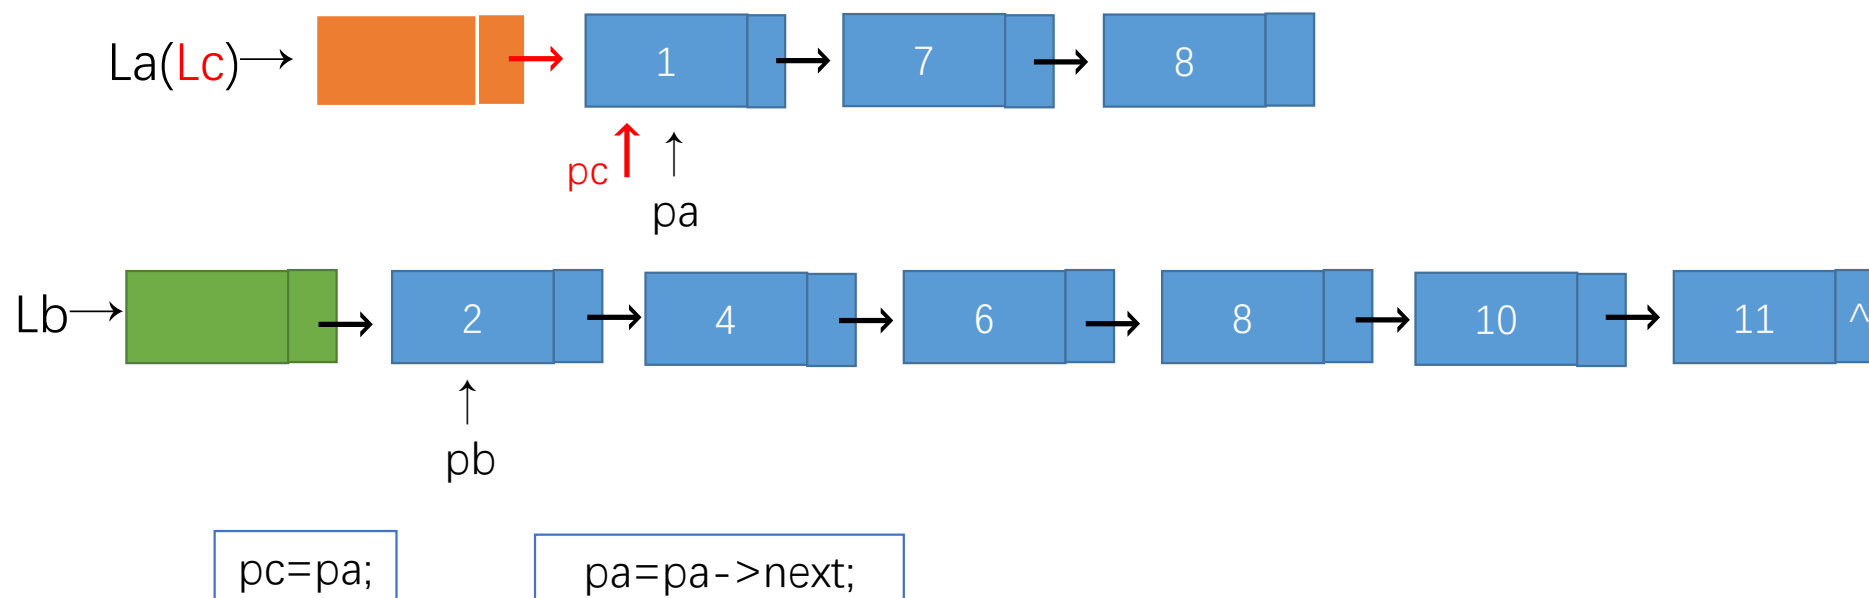 La(Lc) 1 7 8
pc
pa
Lb 2 4 6 8 10 11 ^
pb
pc=pa; pa=pa->next;